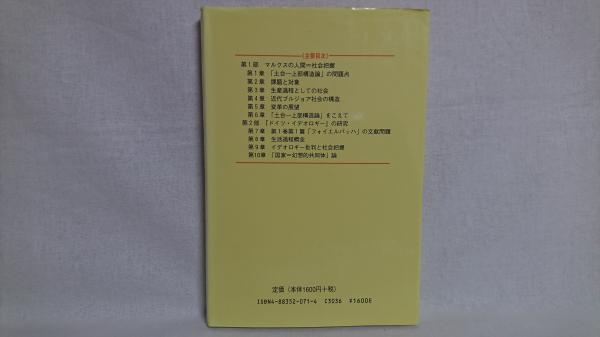 《主要目次》
第1部 マルクスの人間＝社会把握
第1章 「土台―上部構造論」の問題点
第2章 課題と対象
第3章 生産過程としての社会
第4章 近代ブルジョア社会の構造
第5章 変革の展望
第6章 「土台―上部構造論」をこえて
第2部 『ドイツ・イデオロギー』の研究
第7章 第1巻第1篇「フォイエルバッハ」の文献問題
第8章 生活過程概念
第9章 イデオロギー批判と社会把握
第10章 「国家＝幻想的共同体」論
定価（本体1600円＋税）
ISBN4-88352-071-4 C3036 ¥1600E